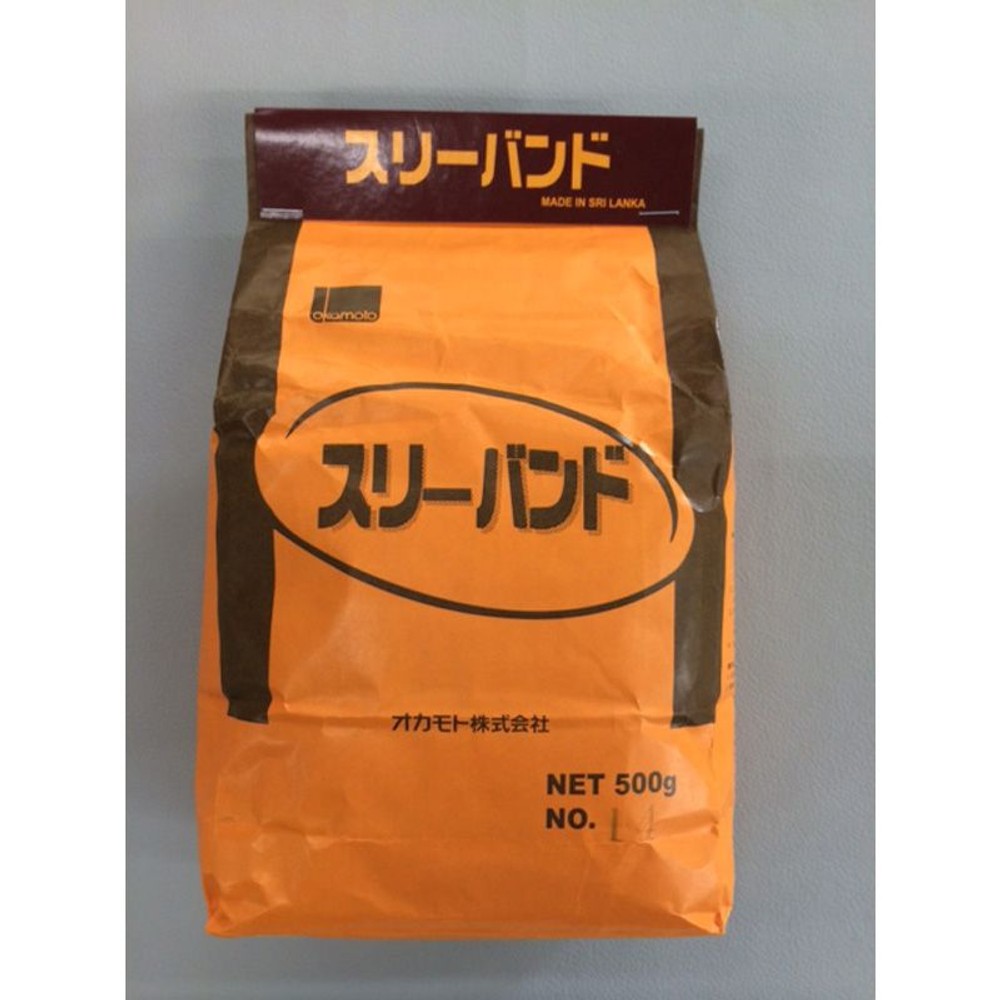 スリーバンド
MADE IN SRI LANKA
okamoto
スリーバンド
オカモト株式会社
NET 500g
NO.